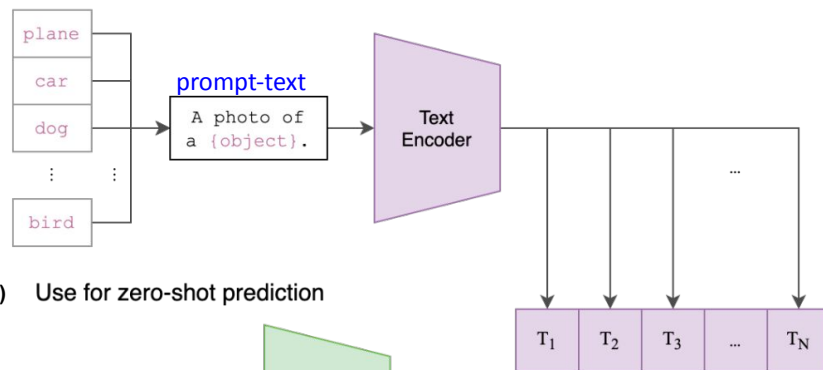 plane
car
dog
⋮ ⋮
bird
prompt-text
A photo of
a {object}.
Text
Encoder
...
) Use for zero-shot prediction
T1 T2 T3 ... TN